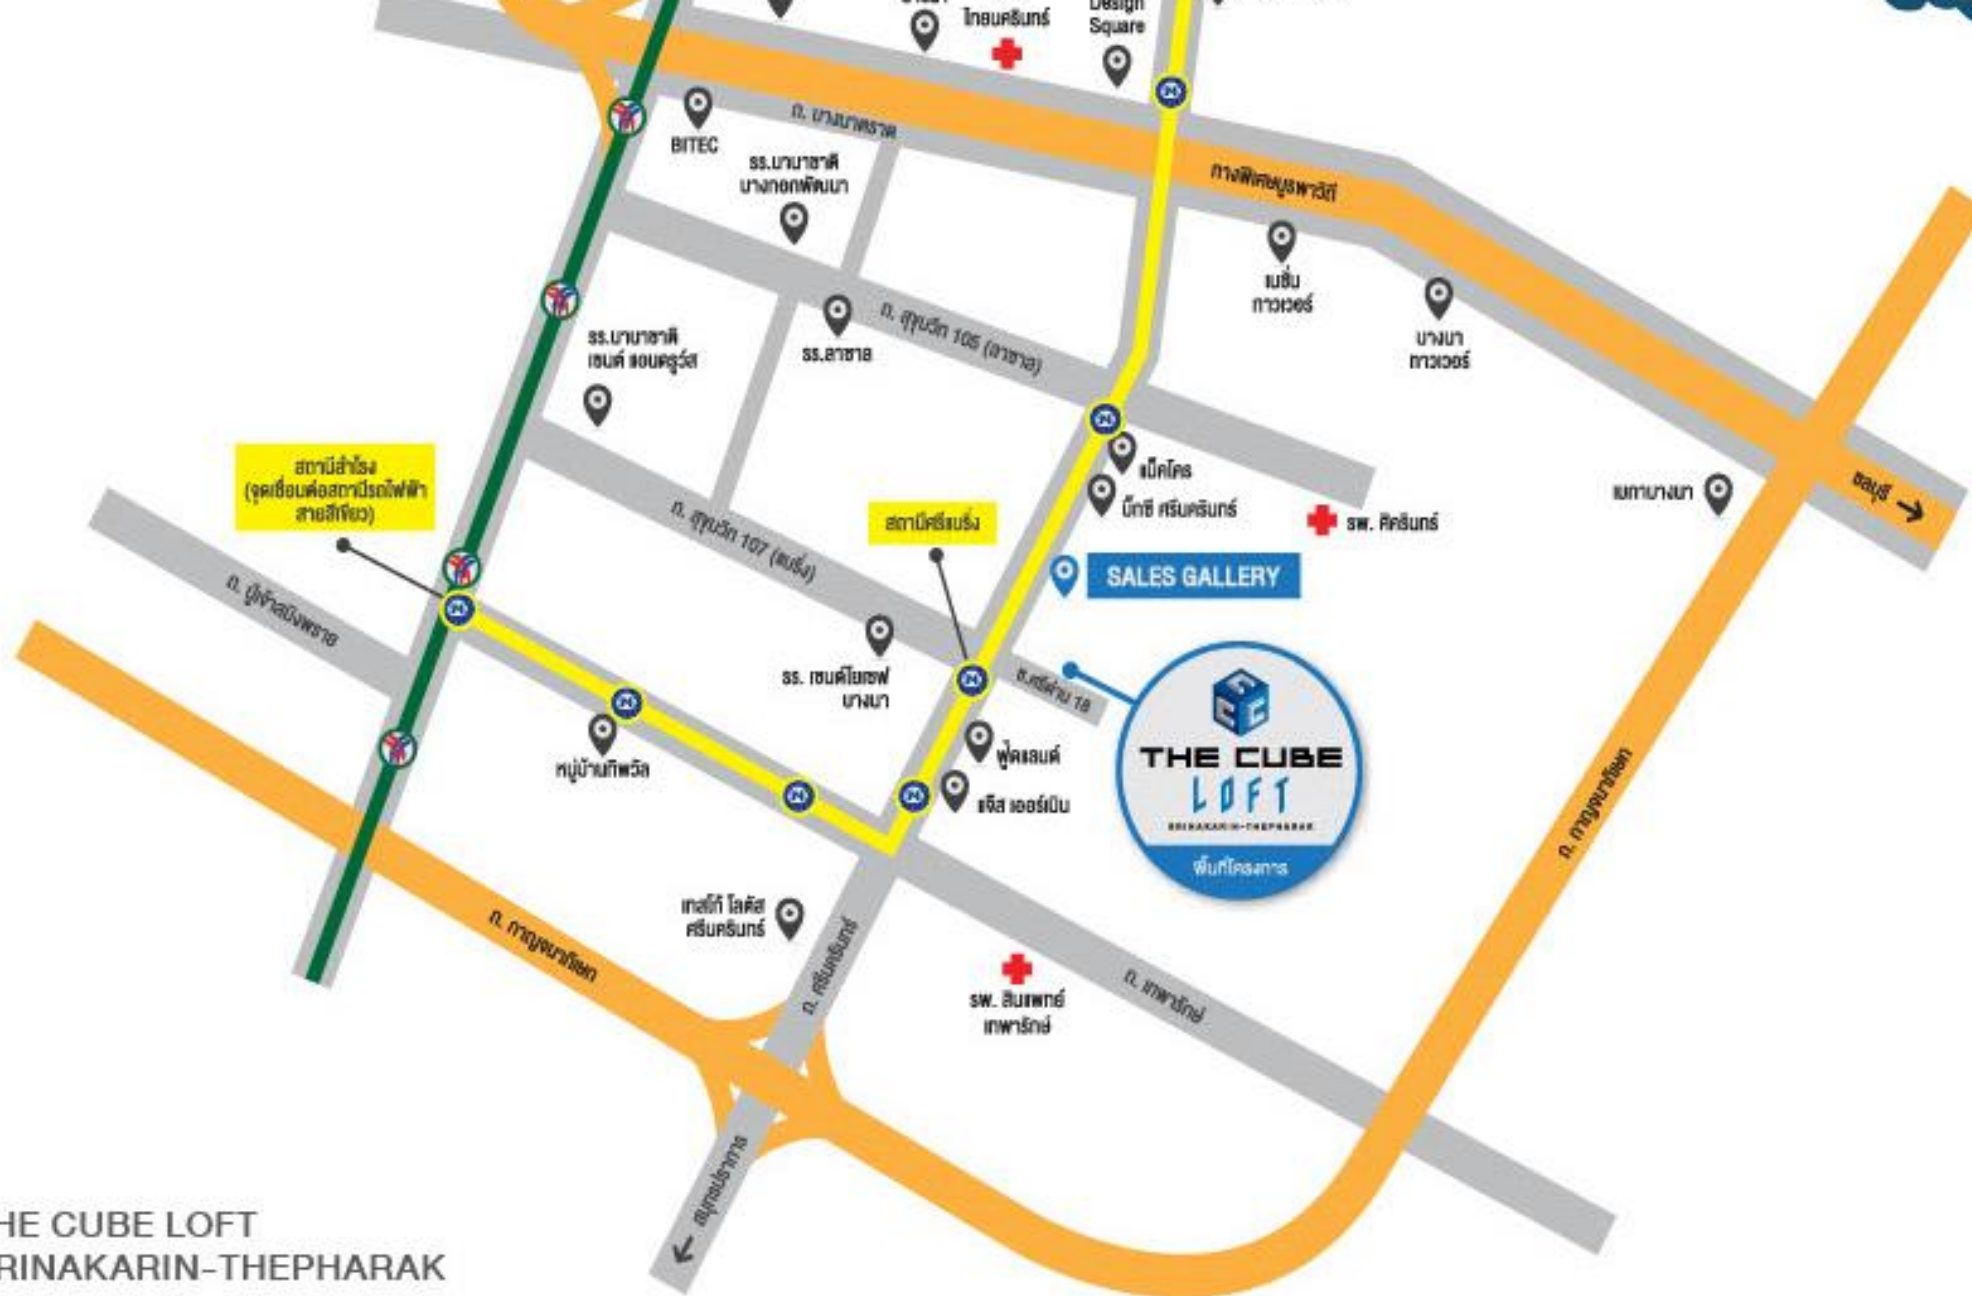 ไทยนครินทร์
Design
Square
BITEC
ถ. บางนาตราด
รร.นานาชาติ
บางกอกพัฒนา
ทางพิเศษบูรพาวิถี
เนชั่น
ทาวเวอร์
บางนา
ทาวเวอร์
รร.นานาชาติ
เซนต์ แอนดรูว์ส
รร.ลาซาล
ถ. สุขุมวิท 105 (ลาซาล)
สถานีสำโรง
(จุดเชื่อมต่อสถานีรถไฟฟ้า
สายสีเขียว)
ถ. สุขุมวิท 107 (แบริ่ง)
สถานีศรีแบริ่ง
แม็คโคร
บิ๊กซี ศรีนครินทร์
รพ. ศิครินทร์
เมกาบางนา
ชลบุรี
SALES GALLERY
ถ. ปู่เจ้าสมิงพราย
รร. เซนต์โยเซฟ
บางนา
ซ.ศรีด่าน 18
THE CUBE
LOFT
SRINAKARIN-THEPHARAK
พื้นที่โครงการ
หมู่บ้านทิพวัล
ฟู้ดแลนด์
แจ๊ส เออร์เบิน
ถ. กาญจนาภิเษก
เทสโก้ โลตัส
ศรีนครินทร์
ถ. กาญจนาภิเษก
ถ. ศรีนครินทร์
รพ. สินแพทย์
เทพารักษ์
ถ. เทพารักษ์
สมุทรปราการ
HE CUBE LOFT
RINAKARIN-THEPHARAK